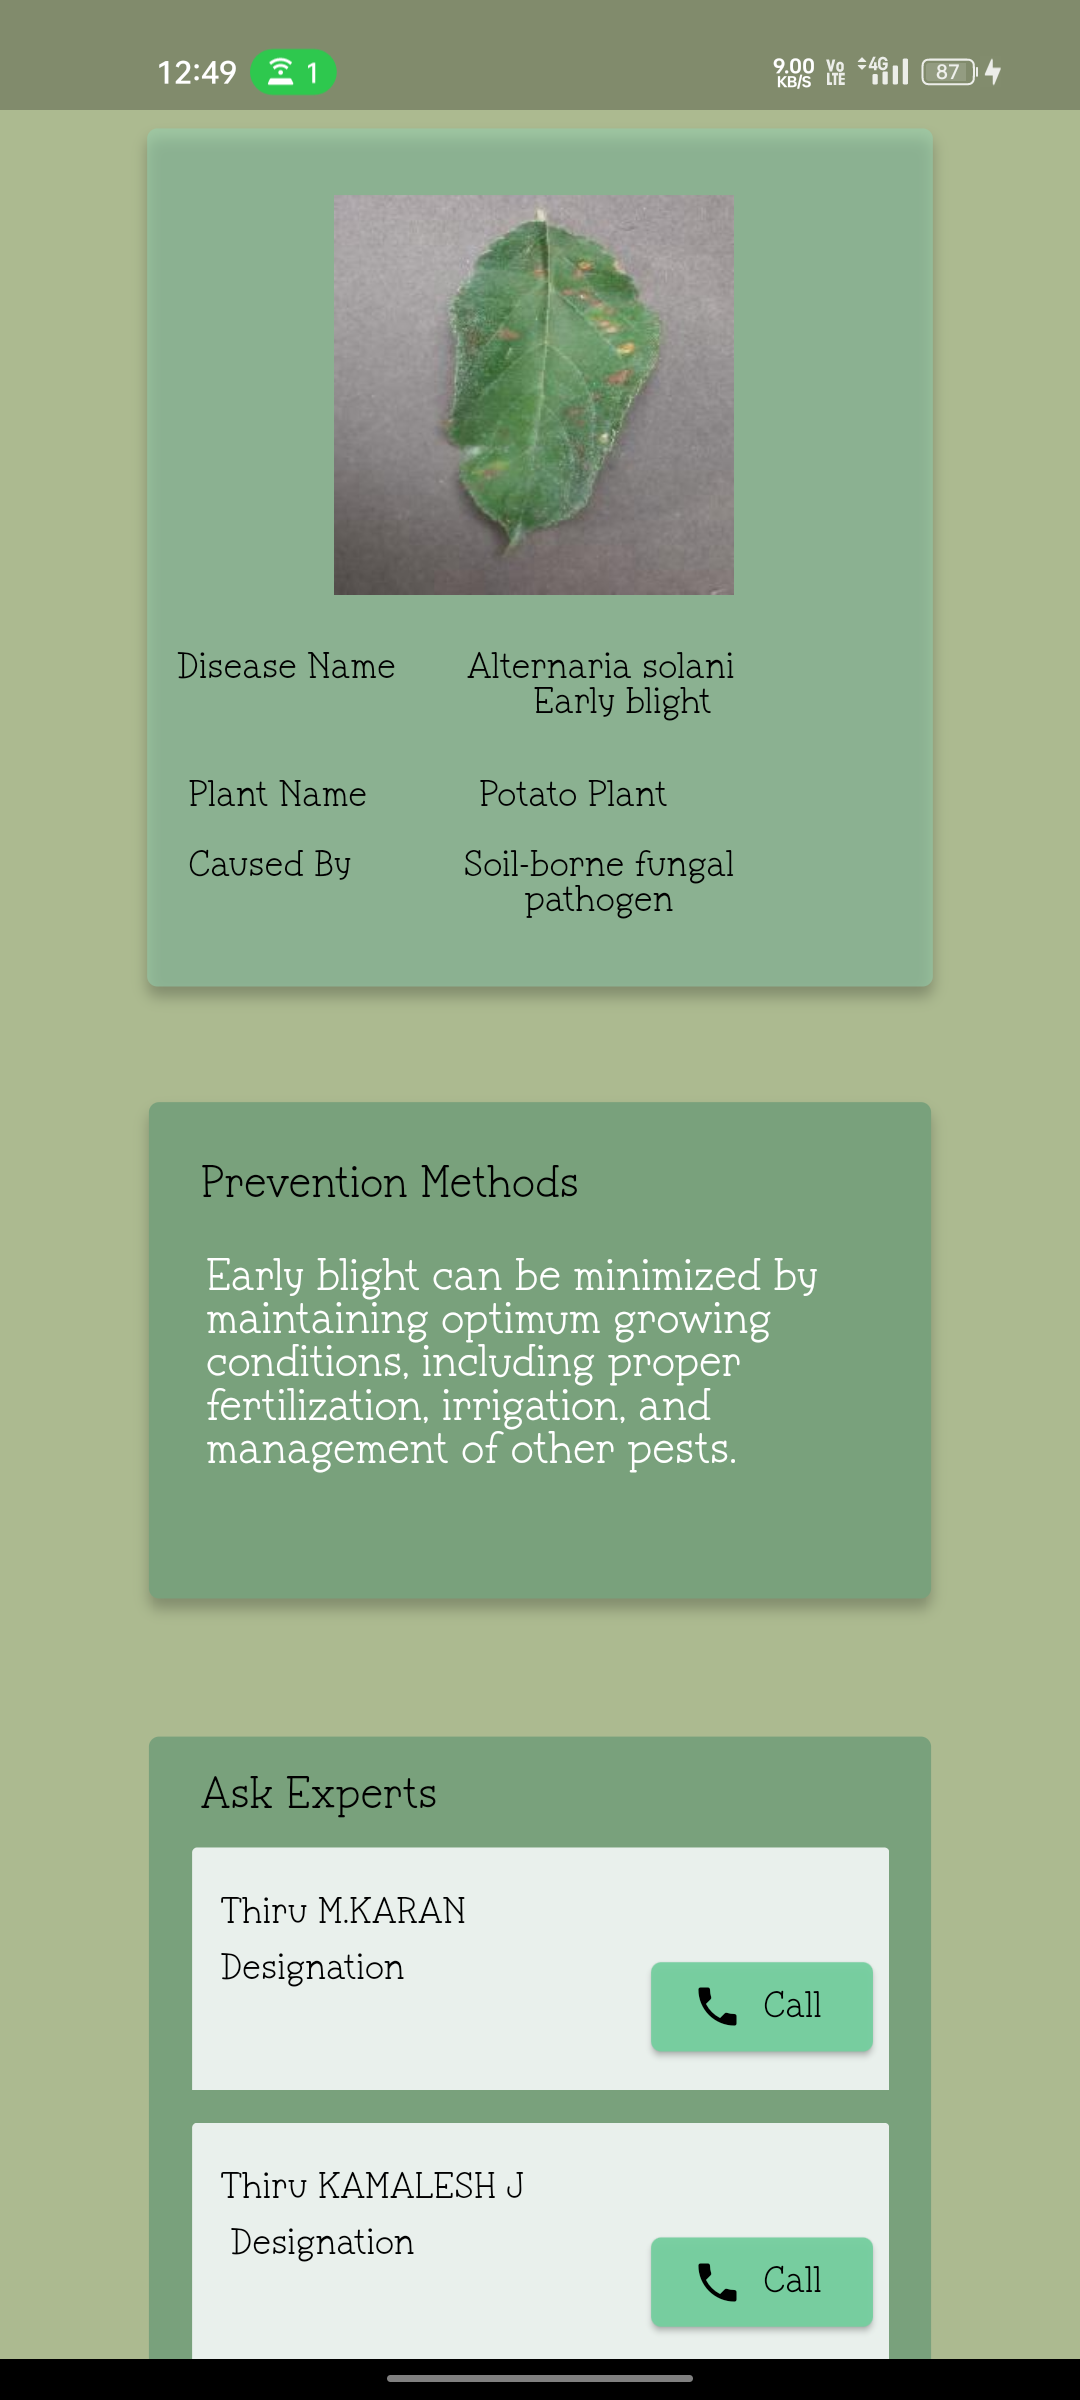 12:49 1 9.00 KB/S Vo LTE 4G 87
Disease Name Alternaria solani
Early blight
Plant Name Potato Plant
Caused By Soil-borne fungal
pathogen
Prevention Methods
Early blight can be minimized by
maintaining optimum growing
conditions, including proper
fertilization, irrigation, and
management of other pests.
Ask Experts
Thiru M.KARAN
Designation
Call
Thiru KAMALESH J
Designation
Call